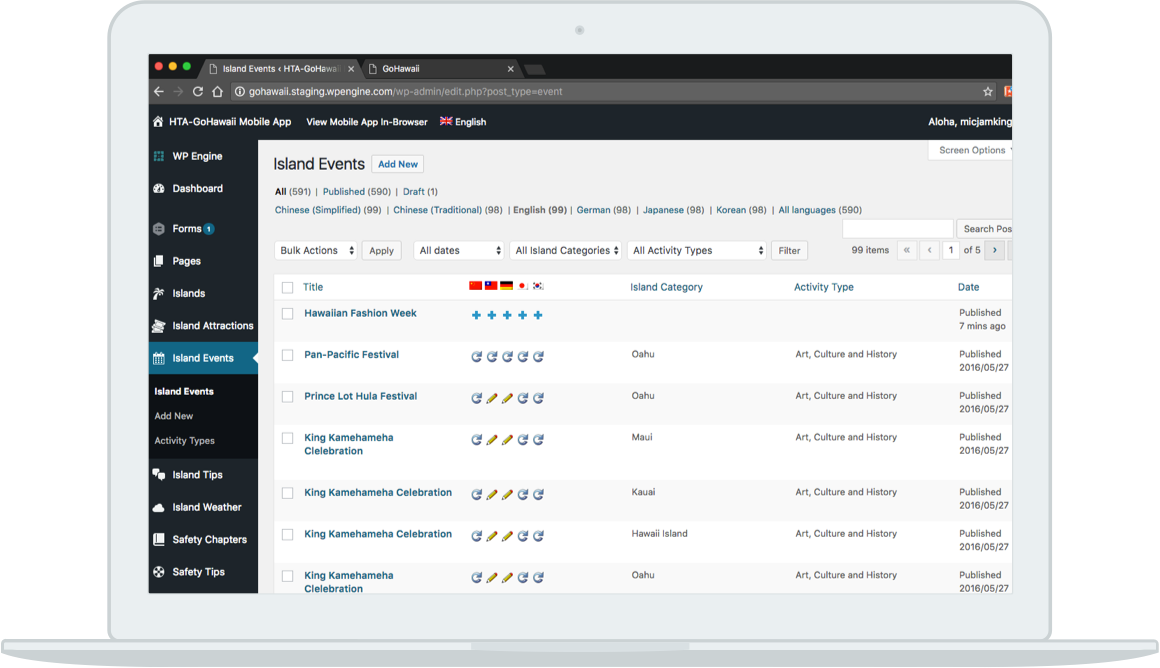 Island Events ‹ HTA-GoHawaii
GoHawaii
gohawaii.staging.wpengine.com/wp-admin/edit.php?post_type=event
HTA-GoHawaii Mobile App
View Mobile App In-Browser
English
Aloha, micjamking
WP Engine
Dashboard
Forms 1
Pages
Islands
Island Attractions
Island Events
Island Events
Add New
Activity Types
Island Tips
Island Weather
Safety Chapters
Safety Tips
Screen Options
Island Events Add New
All (591) | Published (590) | Draft (1)
Chinese (Simplified) (99) | Chinese (Traditional) (98) | English (99) | German (98) | Japanese (98) | Korean (98) | All languages (590)
Search Pos
Bulk Actions Apply All dates All Island Categories All Activity Types Filter 99 items « ‹ 1 of 5 ›
Title Island Category Activity Type Date
Hawaiian Fashion Week Published
7 mins ago
Pan-Pacific Festival Oahu Art, Culture and History Published
2016/05/27
Prince Lot Hula Festival Oahu Art, Culture and History Published
2016/05/27
King Kamehameha Maui Art, Culture and History Published
Clelebration 2016/05/27
King Kamehameha Celebration Kauai Art, Culture and History Published
2016/05/27
King Kamehameha Celebration Hawaii Island Art, Culture and History Published
2016/05/27
King Kamehameha Oahu Art, Culture and History Published
Clelebration 2016/05/27